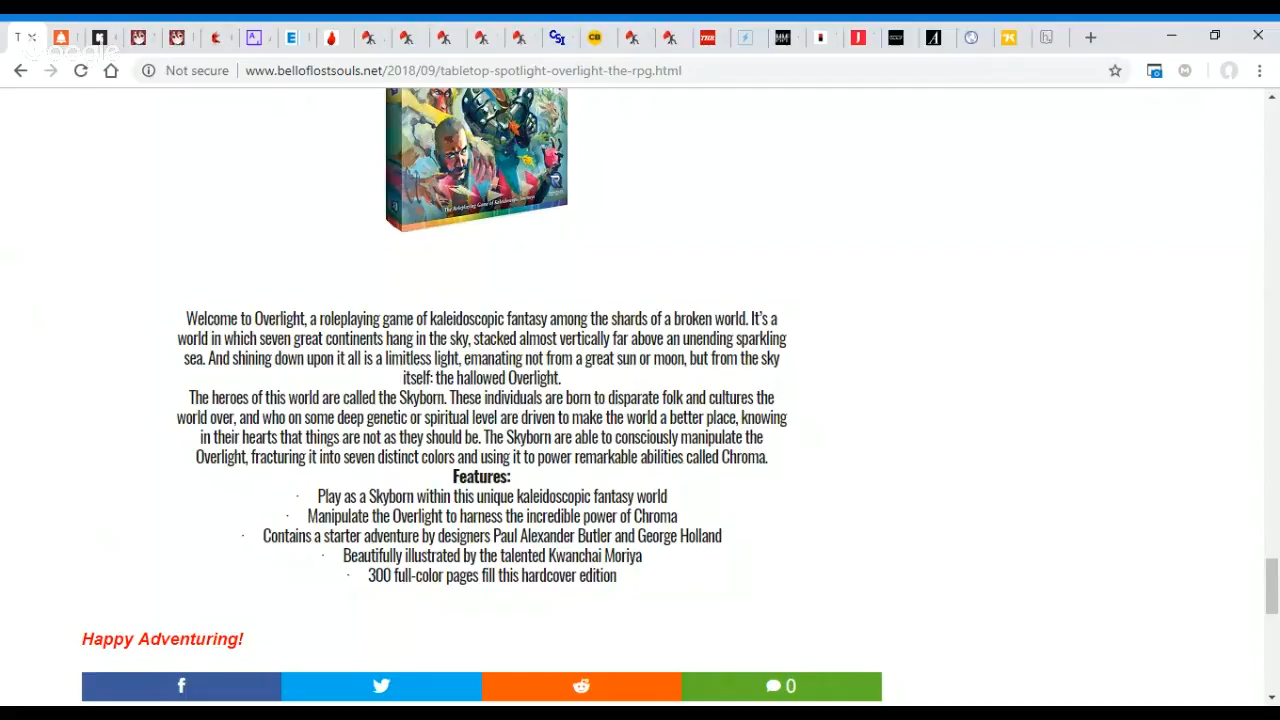 Not secure
www.belloflostsouls.net/2018/09/tabletop-spotlight-overlight-the-rpg.html
The Roleplaying Game of Kaleidoscopic Journeys
Welcome to Overlight, a roleplaying game of kaleidoscopic fantasy among the shards of a broken world. It's a
world in which seven great continents hang in the sky, stacked almost vertically far above an unending sparkling
sea. And shining down upon it all is a limitless light, emanating not from a great sun or moon, but from the sky
itself: the hallowed Overlight.
The heroes of this world are called the Skyborn. These individuals are born to disparate folk and cultures the
world over, and who on some deep genetic or spiritual level are driven to make the world a better place, knowing
in their hearts that things are not as they should be. The Skyborn are able to consciously manipulate the
Overlight, fracturing it into seven distinct colors and using it to power remarkable abilities called Chroma.
Features:
· Play as a Skyborn within this unique kaleidoscopic fantasy world
· Manipulate the Overlight to harness the incredible power of Chroma
· Contains a starter adventure by designers Paul Alexander Butler and George Holland
· Beautifully illustrated by the talented Kwanchai Moriya
· 300 full-color pages fill this hardcover edition
Happy Adventuring!
0